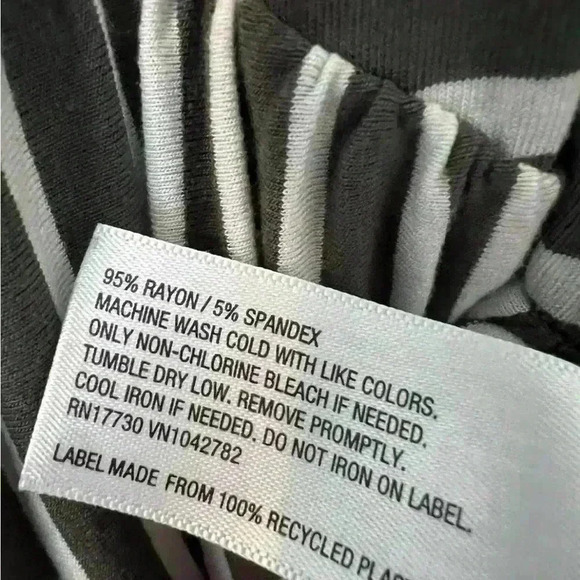 95% RAYON / 5% SPANDEX
MACHINE WASH COLD WITH LIKE COLORS.
ONLY NON-CHLORINE BLEACH IF NEEDED.
TUMBLE DRY LOW. REMOVE PROMPTLY.
COOL IRON IF NEEDED. DO NOT IRON ON LABEL.
RN17730 VN1042782
LABEL MADE FROM 100% RECYCLED